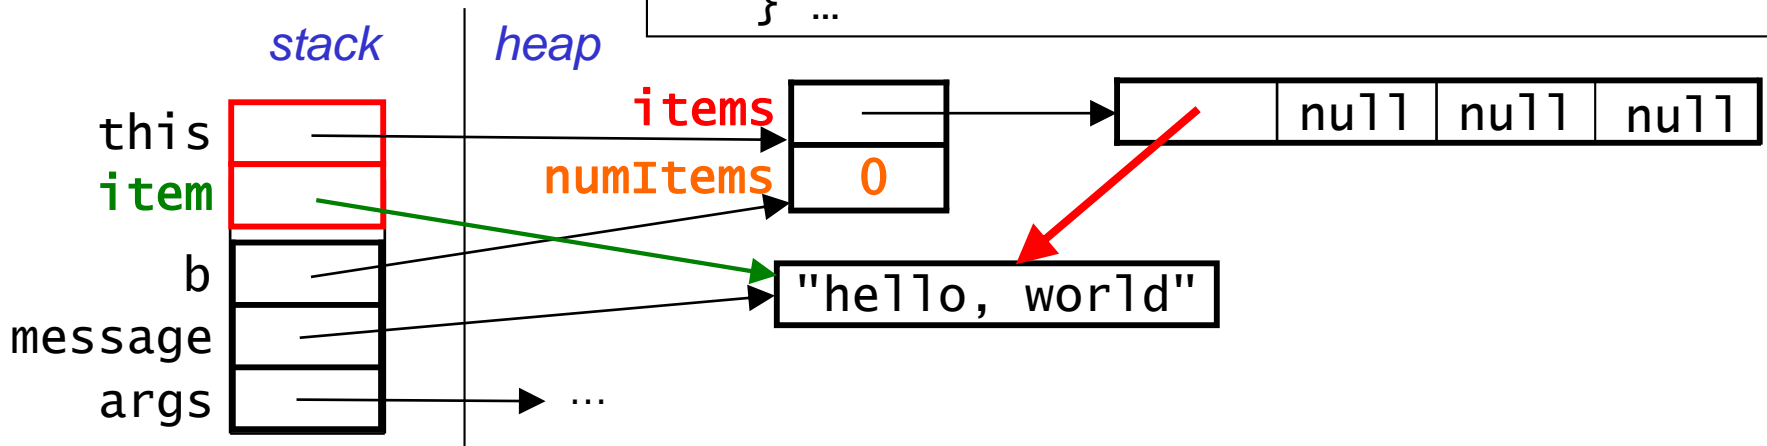 } …
stack heap
this items null null null
item numItems 0
b "hello, world"
message
args …